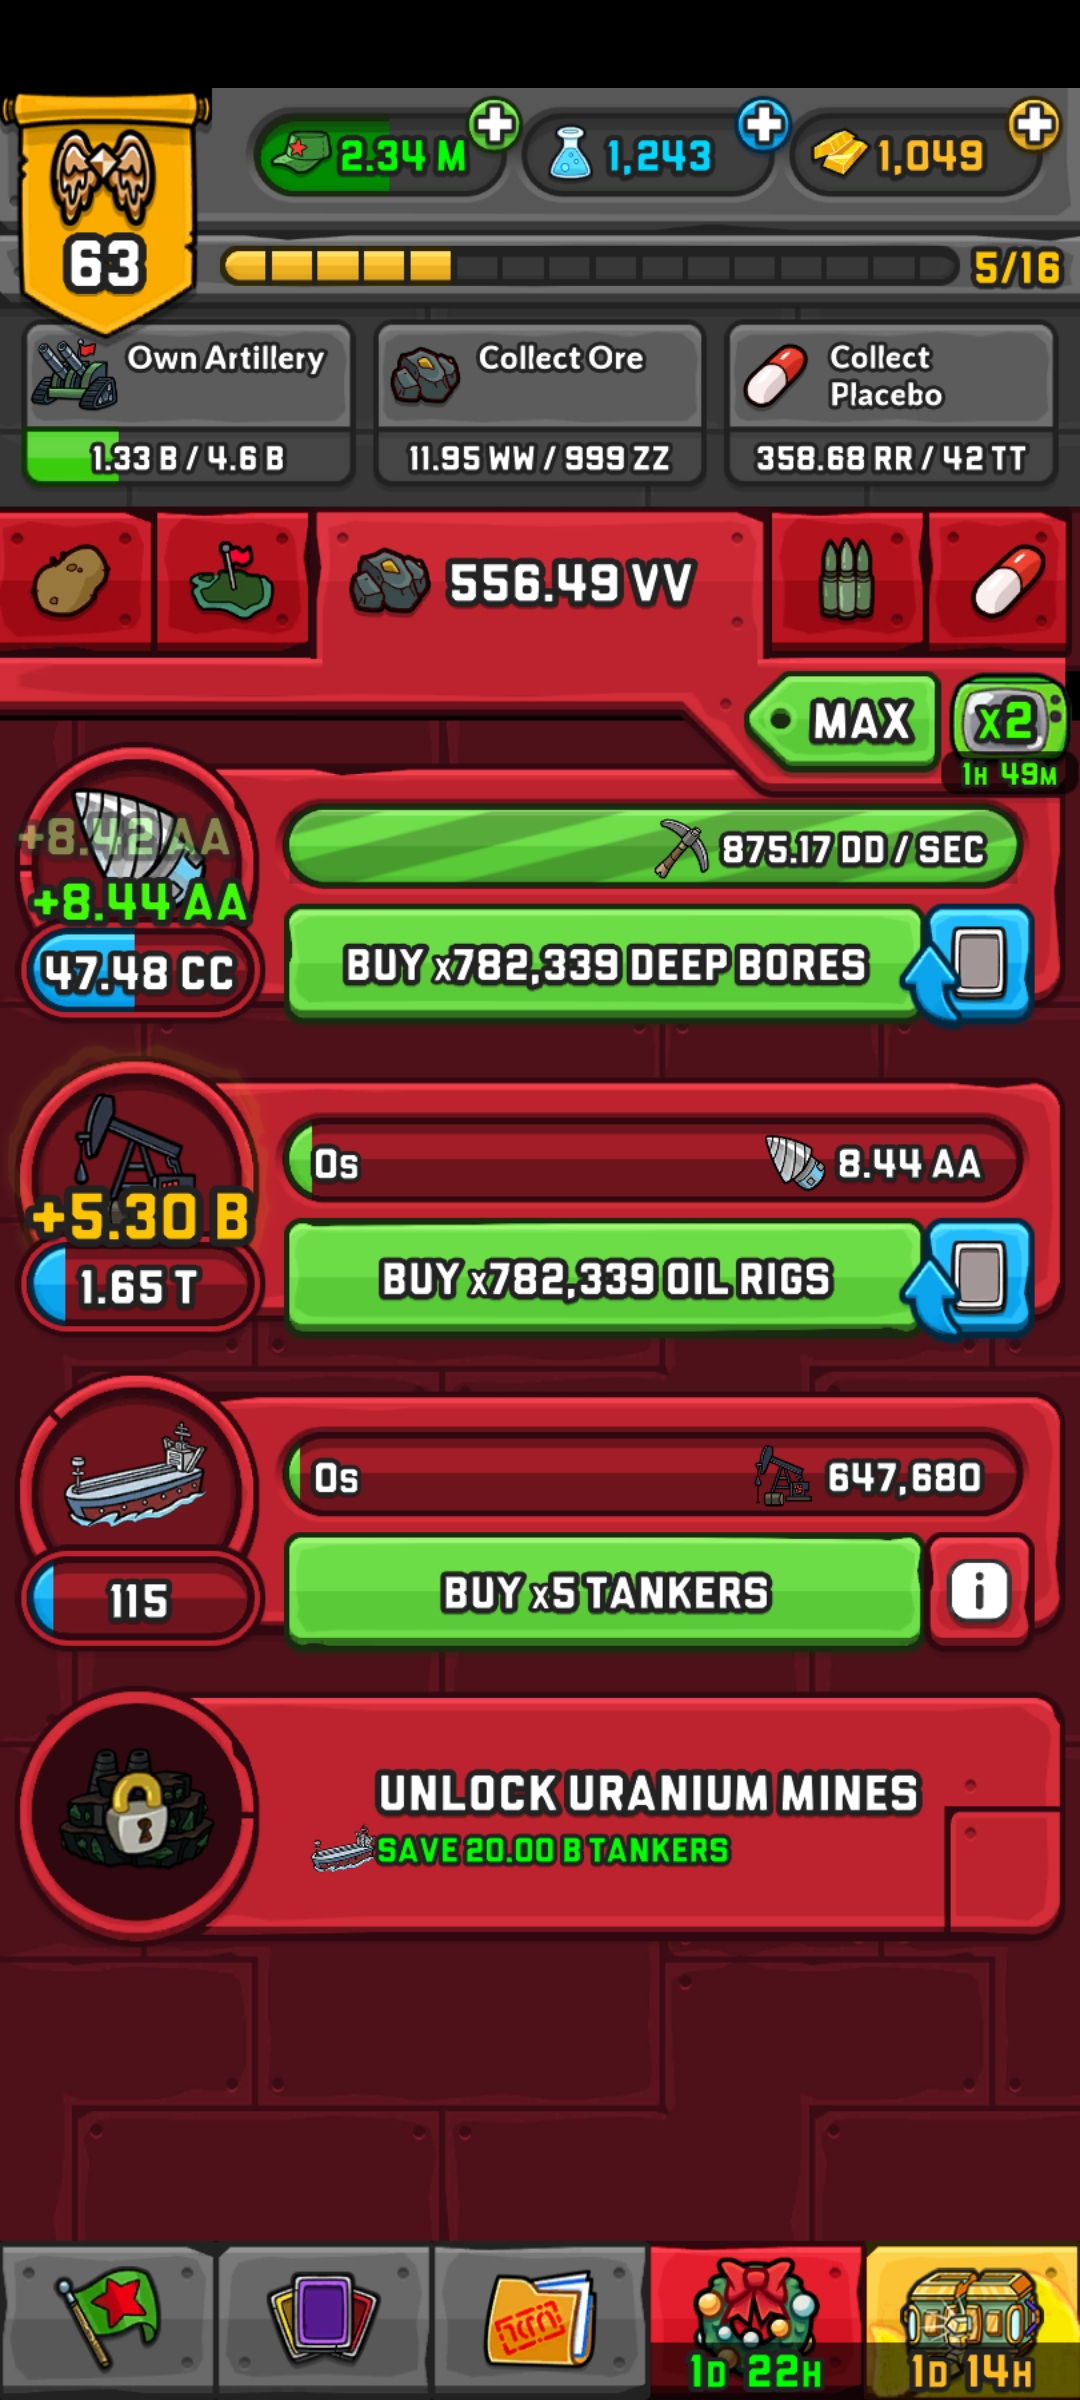 2.34 M
1,243
1,049
63
5/16
Own Artillery
1.33 B / 4.6 B
Collect Ore
11.95 WW / 999 ZZ
Collect
Placebo
358.68 RR / 42 TT
556.49 VV
MAX
x2
1H 49M
+8.42 AA
+8.44 AA
47.48 CC
875.17 DD / SEC
BUY x782,339 DEEP BORES
+5.30 B
1.65 T
0s
8.44 AA
BUY x782,339 OIL RIGS
0s
647,680
115
BUY x5 TANKERS
i
UNLOCK URANIUM MINES
SAVE 20.00 B TANKERS
1D 22H
1D 14H